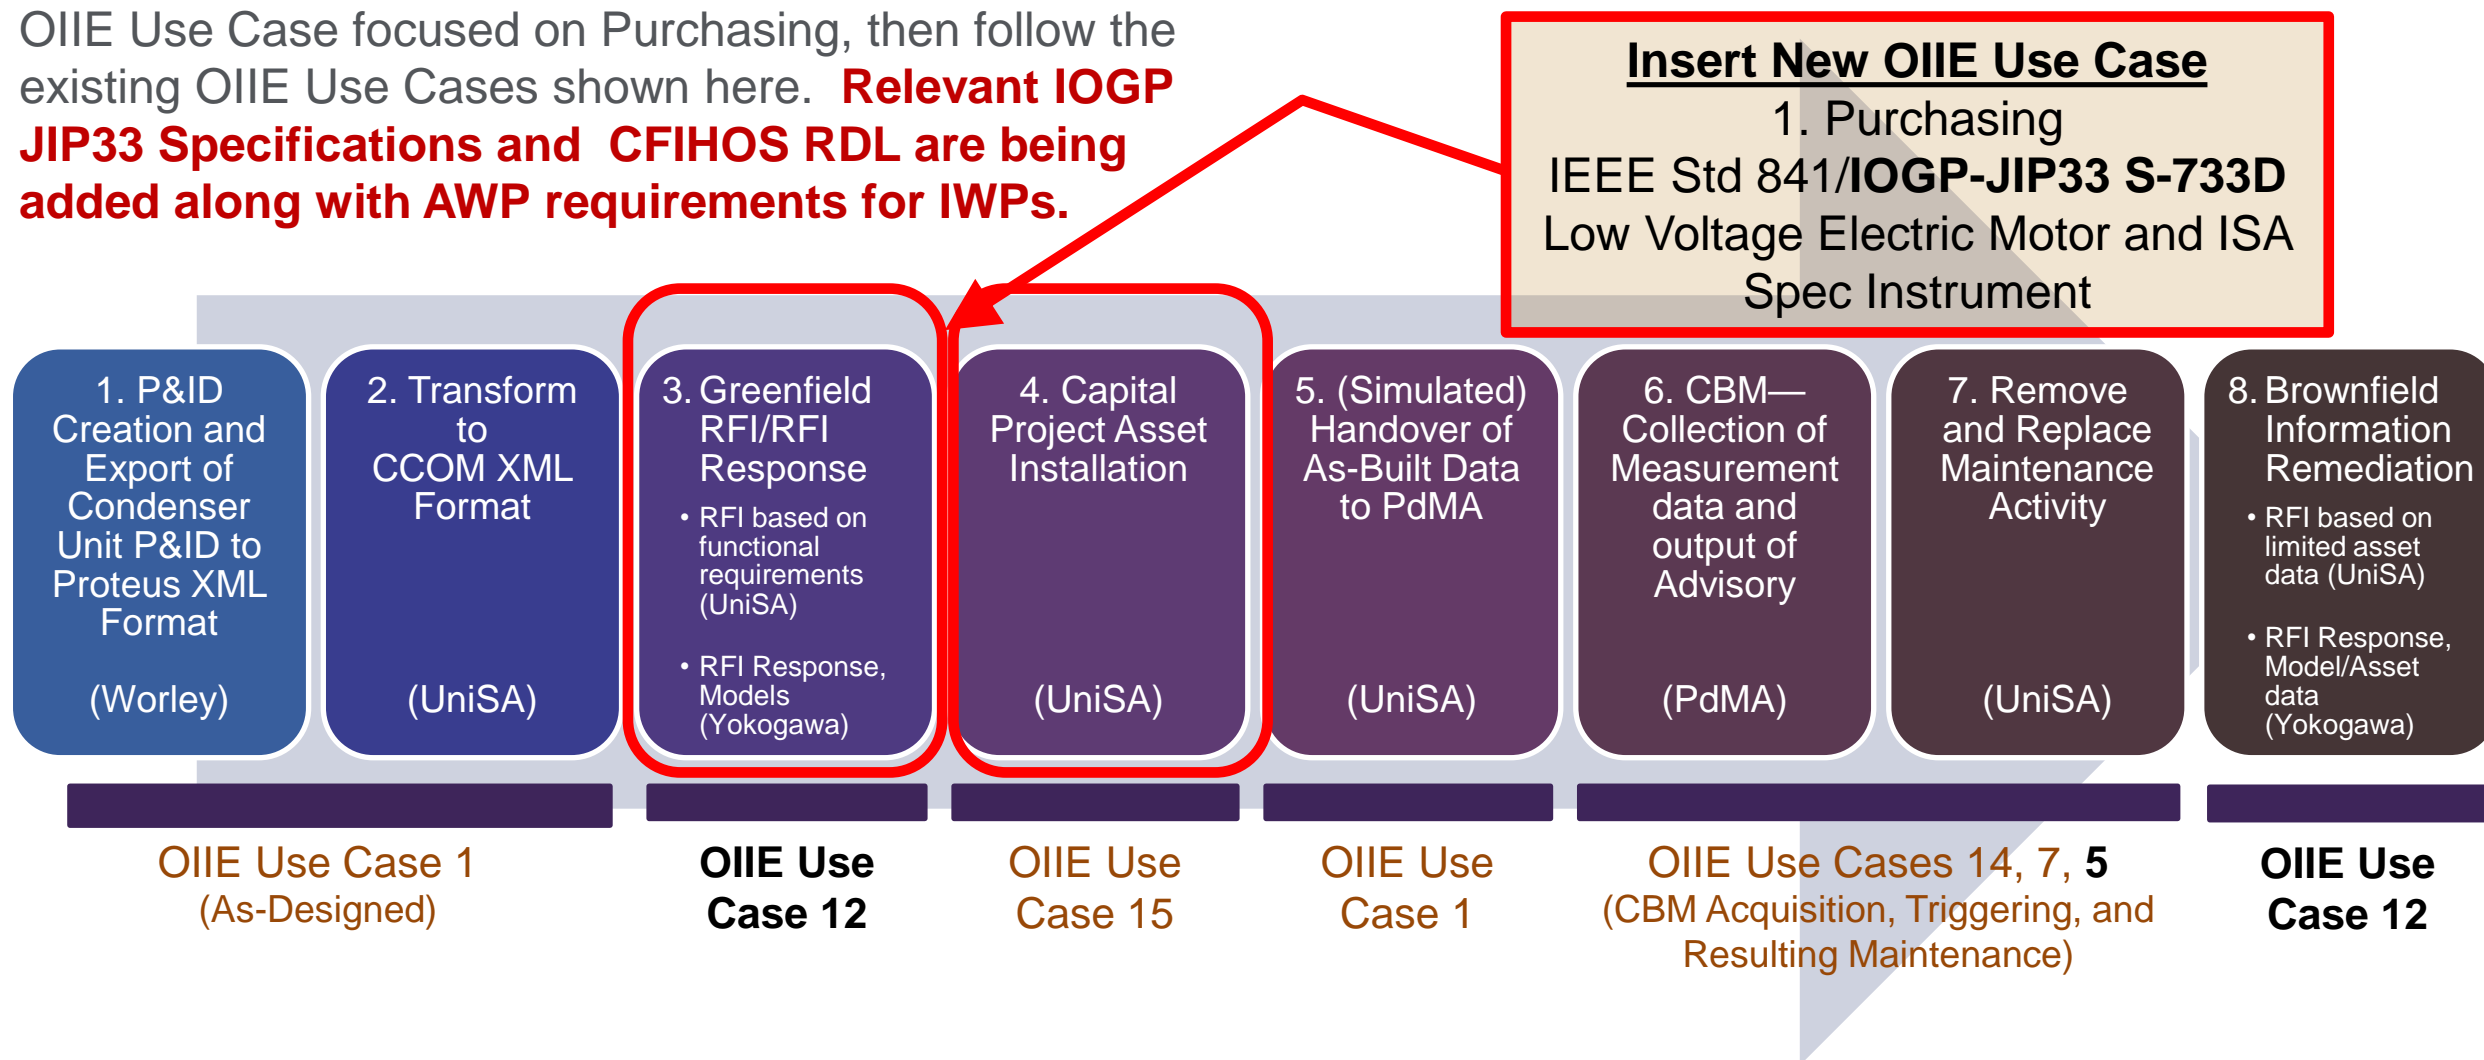 OIIE Use Case focused on Purchasing, then follow the
existing OIIE Use Cases shown here. Relevant IOGP
JIP33 Specifications and CFIHOS RDL are being
added along with AWP requirements for IWPs.
Insert New OIIE Use Case
1. Purchasing
IEEE Std 841/IOGP-JIP33 S-733D
Low Voltage Electric Motor and ISA
Spec Instrument
1. P&ID
Creation and
Export of
Condenser
Unit P&ID to
Proteus XML
Format
(Worley)
2. Transform
to
CCOM XML
Format
(UniSA)
3. Greenfield
RFI/RFI
Response
• RFI based on
functional
requirements
(UniSA)
• RFI Response,
Models
(Yokogawa)
4. Capital
Project Asset
Installation
(UniSA)
5. (Simulated)
Handover of
As-Built Data
to PdMA
(UniSA)
6. CBM—
Collection of
Measurement
data and
output of
Advisory
(PdMA)
7. Remove
and Replace
Maintenance
Activity
(UniSA)
8. Brownfield
Information
Remediation
• RFI based on
limited asset
data (UniSA)
• RFI Response,
Model/Asset
data
(Yokogawa)
OIIE Use Case 1
(As-Designed)
OIIE Use
Case 12
OIIE Use
Case 15
OIIE Use
Case 1
OIIE Use Cases 14, 7, 5
(CBM Acquisition, Triggering, and
Resulting Maintenance)
OIIE Use
Case 12